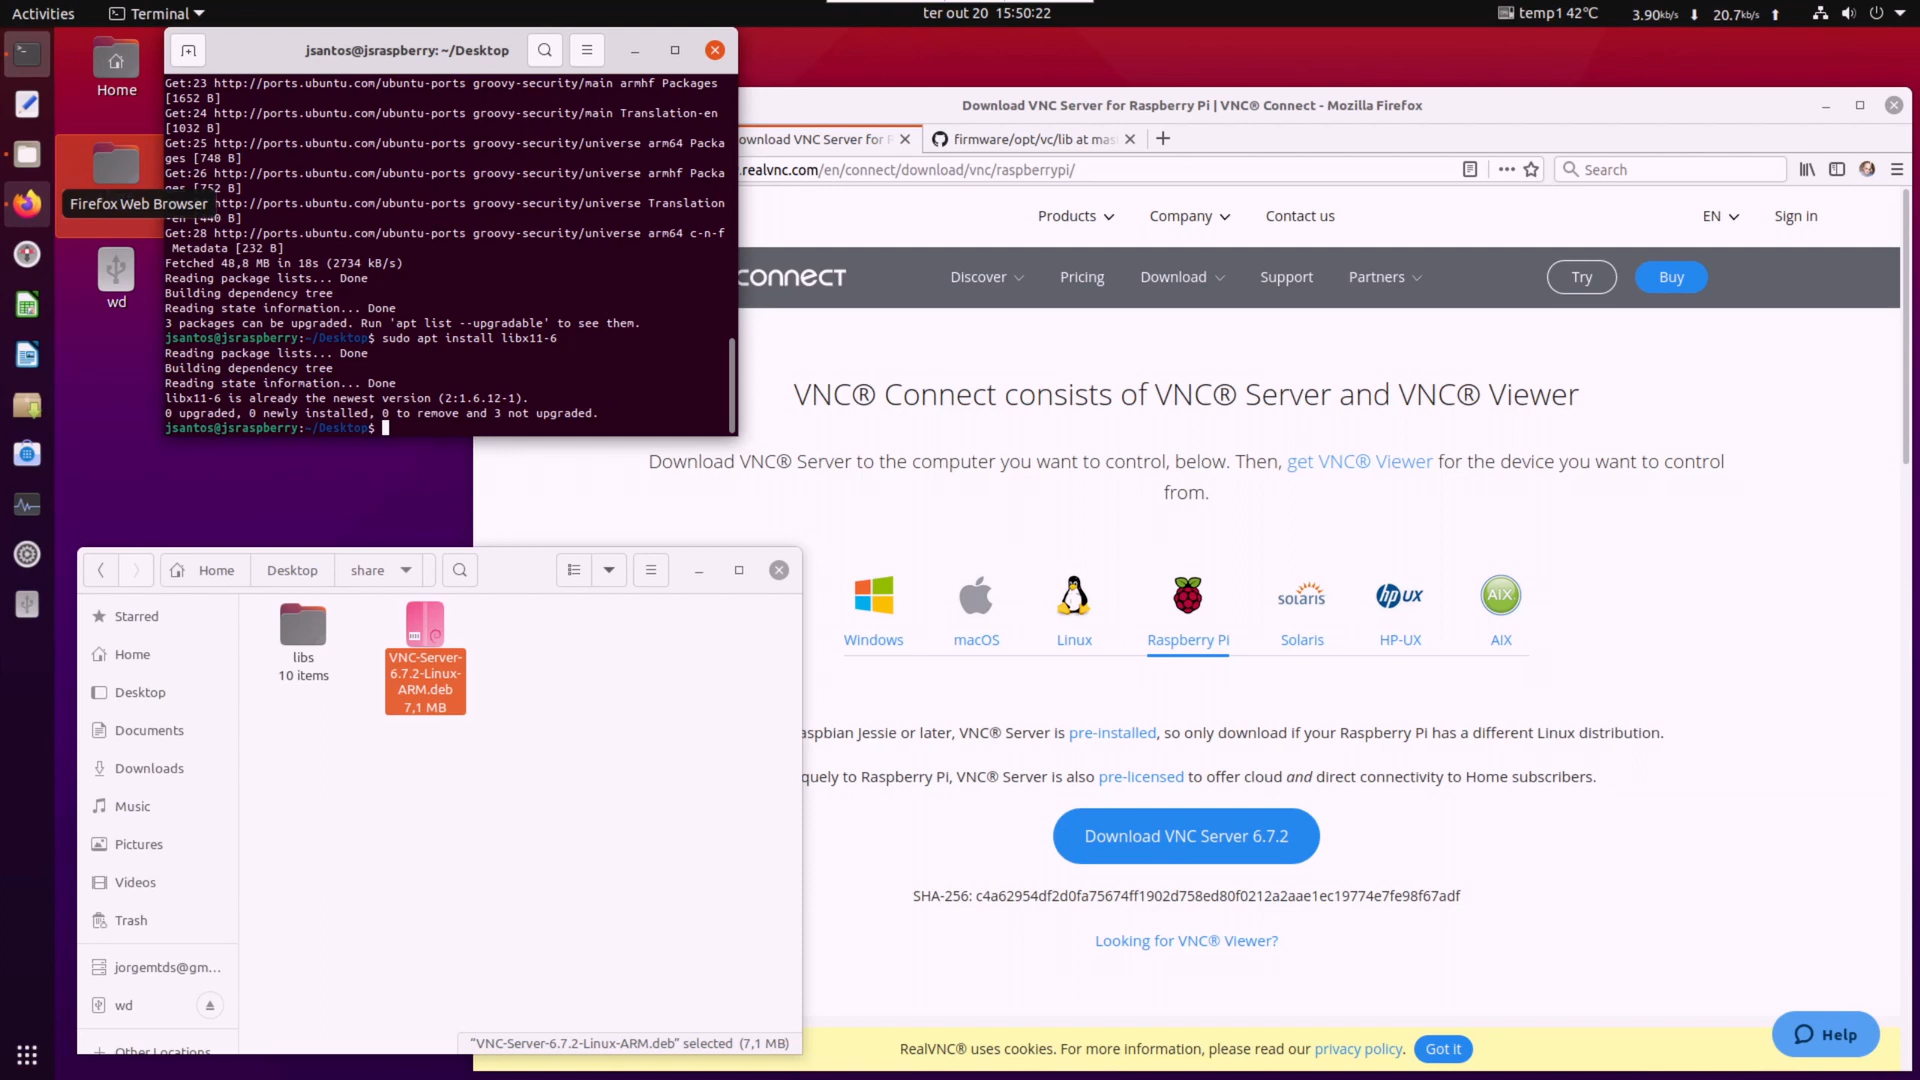 Activities
Terminal
ter out 20 15:50:22
temp1 42°C
3.90kb/s
20.7kb/s
Home
Firefox Web Browser
wd
jsantos@jsraspberry: ~/Desktop
Get:23 http://ports.ubuntu.com/ubuntu-ports groovy-security/main armhf Packages
[1652 B]
Get:24 http://ports.ubuntu.com/ubuntu-ports groovy-security/main Translation-en
[1032 B]
Get:25 http://ports.ubuntu.com/ubuntu-ports groovy-security/universe arm64 Packa
ges [748 B]
Get:26 http://ports.ubuntu.com/ubuntu-ports groovy-security/universe armhf Packa
ges [752 B]
http://ports.ubuntu.com/ubuntu-ports groovy-security/universe Translation
-en [440 B]
Get:28 http://ports.ubuntu.com/ubuntu-ports groovy-security/universe arm64 c-n-f
Metadata [232 B]
Fetched 48,8 MB in 18s (2734 kB/s)
Reading package lists... Done
Building dependency tree
Reading state information... Done
3 packages can be upgraded. Run 'apt list --upgradable' to see them.
jsantos@jsraspberry:~/Desktop$ sudo apt install libx11-6
Reading package lists... Done
Building dependency tree
Reading state information... Done
libx11-6 is already the newest version (2:1.6.12-1).
0 upgraded, 0 newly installed, 0 to remove and 3 not upgraded.
jsantos@jsraspberry:~/Desktop$
Download VNC Server for Raspberry Pi | VNC® Connect - Mozilla Firefox
ownload VNC Server for R
firmware/opt/vc/lib at mas
.realvnc.com/en/connect/download/vnc/raspberrypi/
Search
Products
Company
Contact us
EN
Sign in
connect
Discover
Pricing
Download
Support
Partners
Try
Buy
VNC® Connect consists of VNC® Server and VNC® Viewer
Download VNC® Server to the computer you want to control, below. Then, get VNC® Viewer for the device you want to control
from.
solaris
hp UX
AIX
Windows
macOS
Linux
Raspberry Pi
Solaris
HP-UX
AIX
aspbian Jessie or later, VNC® Server is pre-installed, so only download if your Raspberry Pi has a different Linux distribution.
quely to Raspberry Pi, VNC® Server is also pre-licensed to offer cloud and direct connectivity to Home subscribers.
Download VNC Server 6.7.2
SHA-256: c4a62954df2d0fa75674ff1902d758ed80f0212a2aae1ec19774e7fe98f67adf
Looking for VNC® Viewer?
RealVNC® uses cookies. For more information, please read our privacy policy.
Got it
Help
Home
Desktop
share
Starred
Home
Desktop
Documents
Downloads
Music
Pictures
Videos
Trash
jorgemtds@gm...
wd
Other Locations
libs
10 items
VNC-Server-
6.7.2-Linux-
ARM.deb
7,1 MB
"VNC-Server-6.7.2-Linux-ARM.deb" selected (7,1 MB)